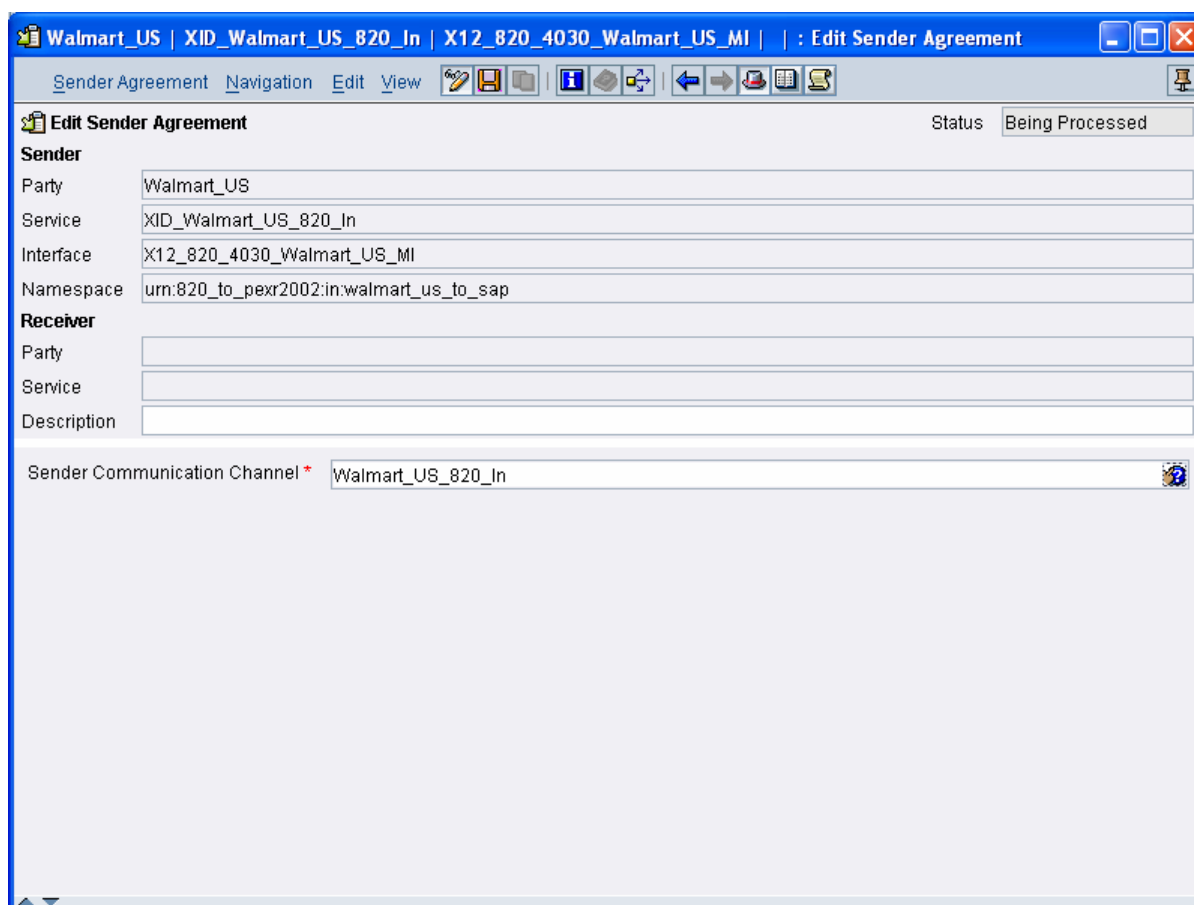 Walmart_US | XID_Walmart_US_820_In | X12_820_4030_Walmart_US_MI | | : Edit Sender Agreement
Sender Agreement Navigation Edit View
Edit Sender Agreement Status Being Processed
Sender
Party Walmart_US
Service XID_Walmart_US_820_In
Interface X12_820_4030_Walmart_US_MI
Namespace urn:820_to_pexr2002:in:walmart_us_to_sap
Receiver
Party
Service
Description
Sender Communication Channel * Walmart_US_820_In